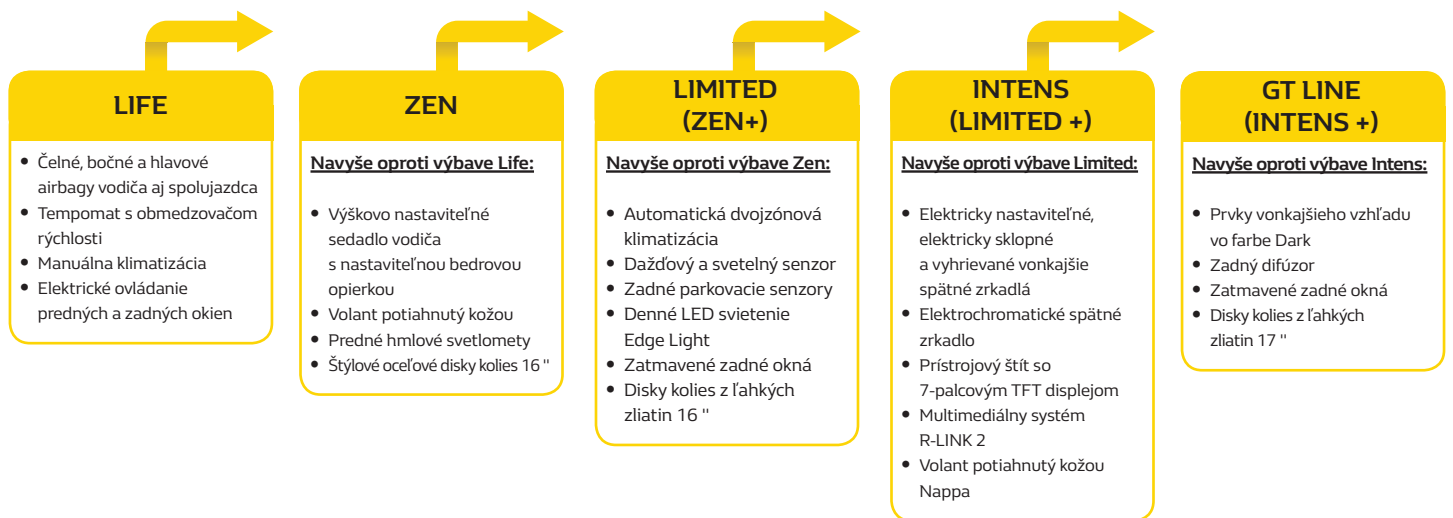 LIFE
• Čelné, bočné a hlavové
airbagy vodiča aj spolujazdca
• Tempomat s obmedzovačom
rýchlosti
• Manuálna klimatizácia
• Elektrické ovládanie
predných a zadných okien
ZEN
Navyše oproti výbave Life:
• Výškovo nastaviteľné
sedadlo vodiča
s nastaviteľnou bedrovou
opierkou
• Volant potiahnutý kožou
• Predné hmlové svetlomety
• Štýlové oceľové disky kolies 16 "
LIMITED
(ZEN+)
Navyše oproti výbave Zen:
• Automatická dvojzónová
klimatizácia
• Dažďový a svetelný senzor
• Zadné parkovacie senzory
• Denné LED svietenie
Edge Light
• Zatmavené zadné okná
• Disky kolies z ľahkých
zliatin 16 "
INTENS
(LIMITED +)
Navyše oproti výbave Limited:
• Elektricky nastaviteľné,
elektricky sklopné
a vyhrievané vonkajšie
spätné zrkadlá
• Elektrochromatické spätné
zrkadlo
• Prístrojový štít so
7-palcovým TFT displejom
• Multimediálny systém
R-LINK 2
• Volant potiahnutý kožou
Nappa
GT LINE
(INTENS +)
Navyše oproti výbave Intens:
• Prvky vonkajšieho vzhľadu
vo farbe Dark
• Zadný difúzor
• Zatmavené zadné okná
• Disky kolies z ľahkých
zliatin 17 "